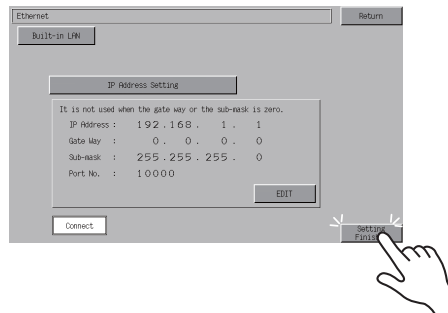 Ethernet
Return
Built-in LAN
IP Address Setting
It is not used when the gate way or the sub-mask is zero.
IP Address : 192.168. 1. 1
Gate Way : 0. 0. 0. 0
Sub-mask : 255.255.255. 0
Port No. : 10000
EDIT
Connect
Setting
Finish